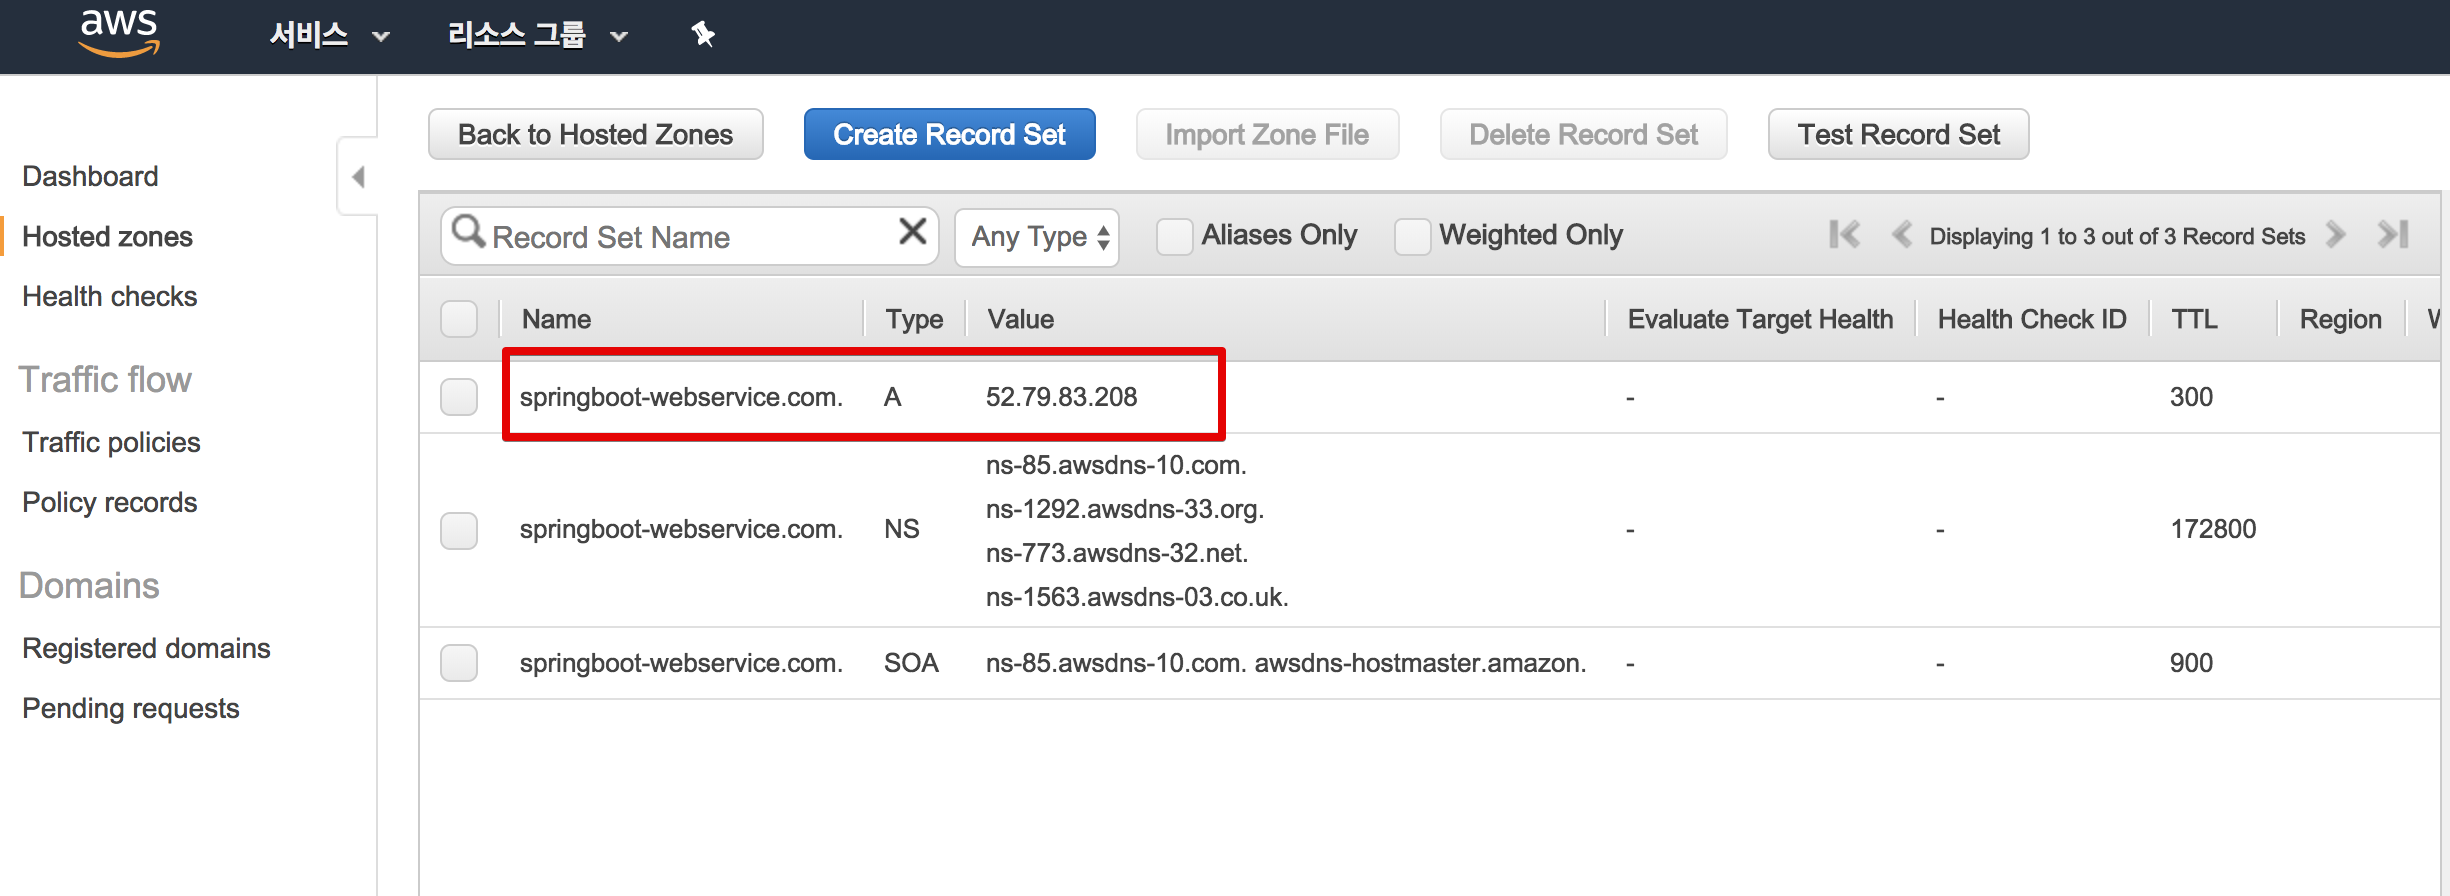 aws 서비스 리소스 그룹
Back to Hosted Zones Create Record Set Import Zone File Delete Record Set Test Record Set
Dashboard
Hosted zones
Health checks
Traffic flow
Traffic policies
Policy records
Domains
Registered domains
Pending requests
Record Set Name Any Type Aliases Only Weighted Only Displaying 1 to 3 out of 3 Record Sets
Name Type Value Evaluate Target Health Health Check ID TTL Region
springboot-webservice.com. A 52.79.83.208 - - 300
springboot-webservice.com. NS ns-85.awsdns-10.com. - - 172800
ns-1292.awsdns-33.org.
ns-773.awsdns-32.net.
ns-1563.awsdns-03.co.uk.
springboot-webservice.com. SOA ns-85.awsdns-10.com. awsdns-hostmaster.amazon. - - 900